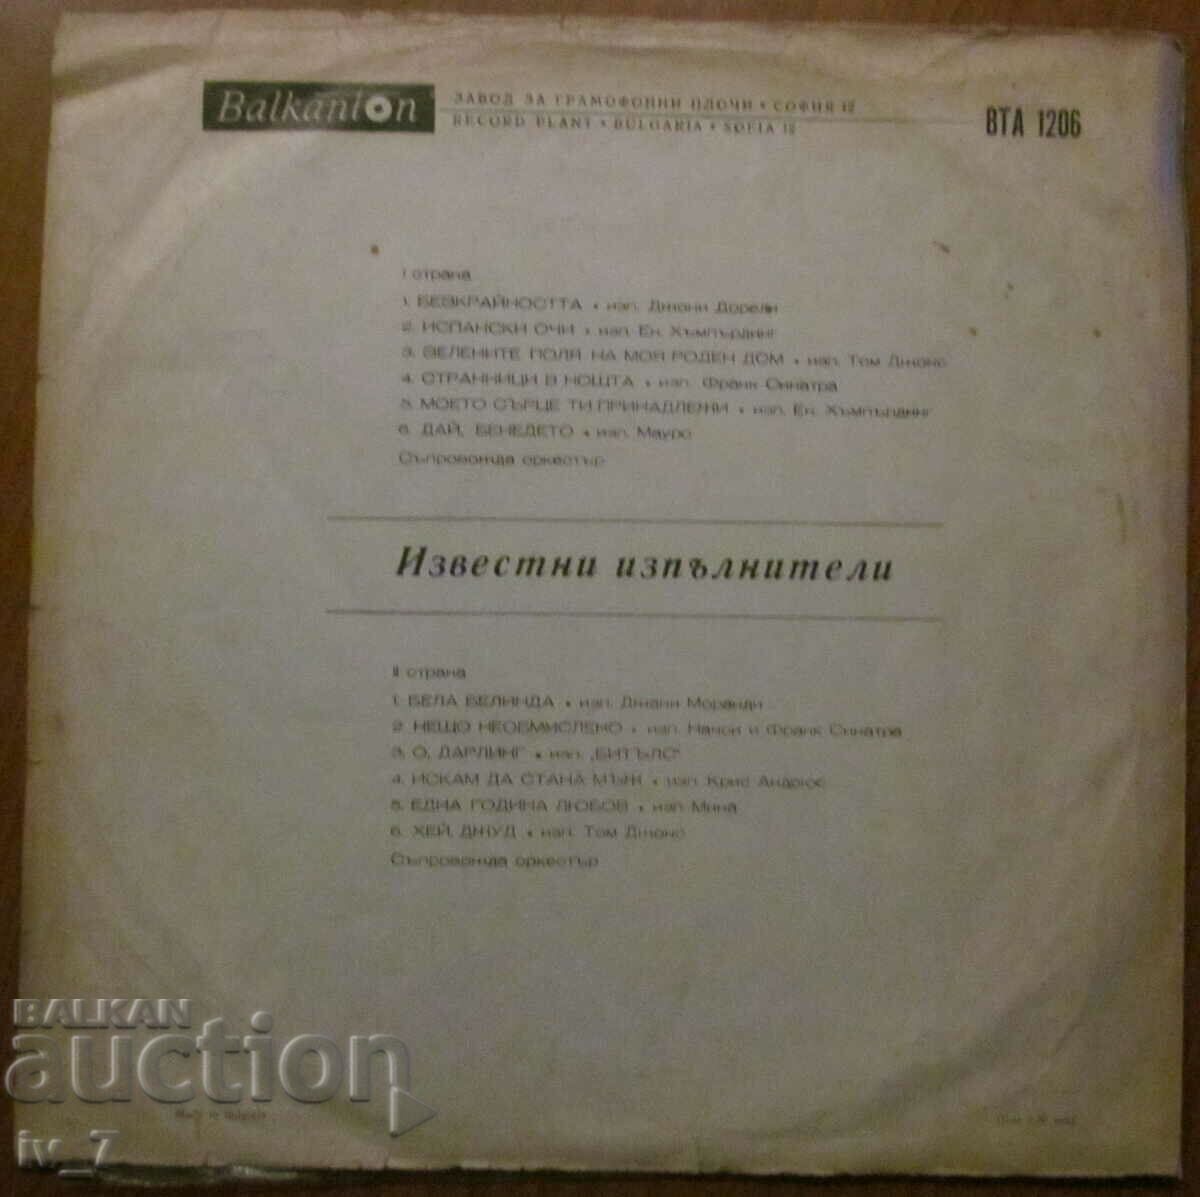 Balkanton
ЗАВОД ЗА ГРАМОФОННИ ПЛОЧИ • СОФИЯ 12
RECORD PLANT • BULGARIA • SOFIA 12
ВТА 1206
I страна
1. БЕЗКРАЙНОСТТА • изп. Джони Дорели
2. ИСПАНСКИ ОЧИ • изп. Ен. Хъмпърдинг
3. ЗЕЛЕНИТЕ ПОЛЯ НА МОЯ РОДЕН ДОМ • изп. Том Джонс
4. СТРАННИЦИ В НОЩТА • изп. Франк Синатра
5. МОЕТО СЪРЦЕ ТИ ПРИНАДЛЕЖИ • изп. Ен. Хъмпърдинг
6. ДАЙ, БЕНЕДЕТО • изп. Мауро
Съпровожда оркестър
Известни изпълнители
II страна
1. БЕЛА БЕЛИНДА • изп. Джани Моранди
2. НЕЩО НЕОБМИСЛЕНО • изп. Нанси и Франк Синатра
3. О, ДАРЛИНГ • изп. „БИТЪЛС"
4. ИСКАМ ДА СТАНА МЪЖ • изп. Крис Андрюс
5. ЕДНА ГОДИНА ЛЮБОВ • изп. Мина
6. ХЕЙ, ДЖУД • изп. Том Джонс
Съпровожда оркестър
BALKAN
auction
Made in Bulgaria
iv_7